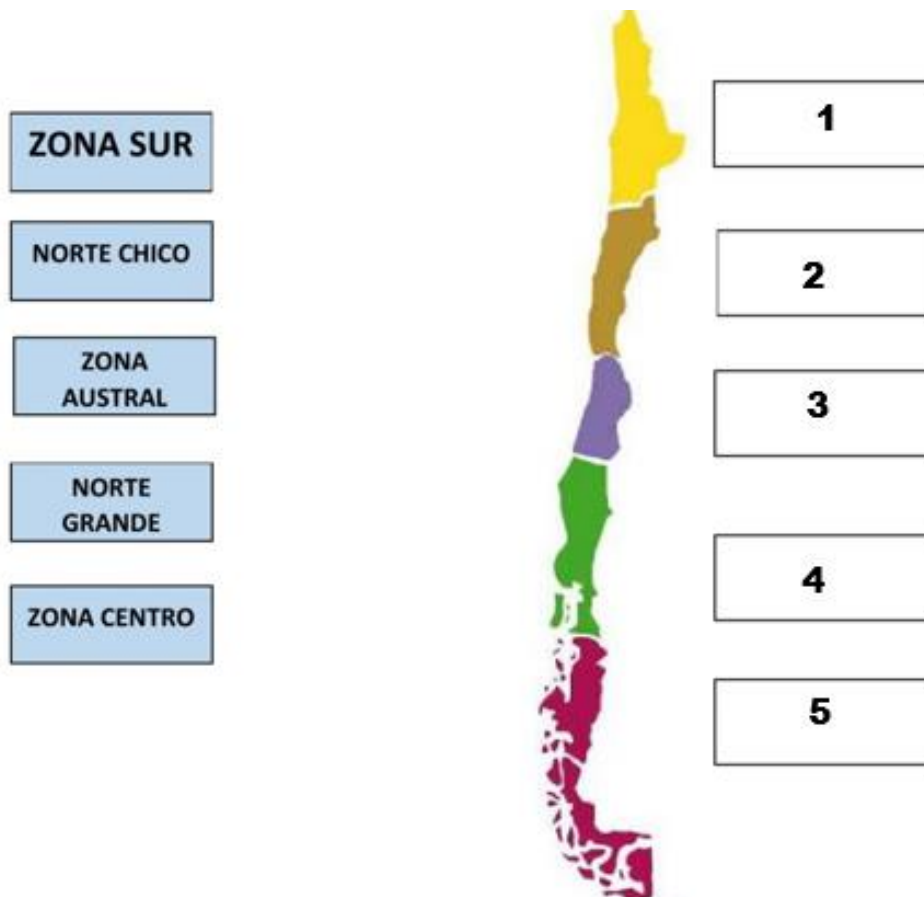 ZONA SUR
NORTE CHICO
ZONA
AUSTRAL
NORTE
GRANDE
ZONA CENTRO
1
2
3
4
5